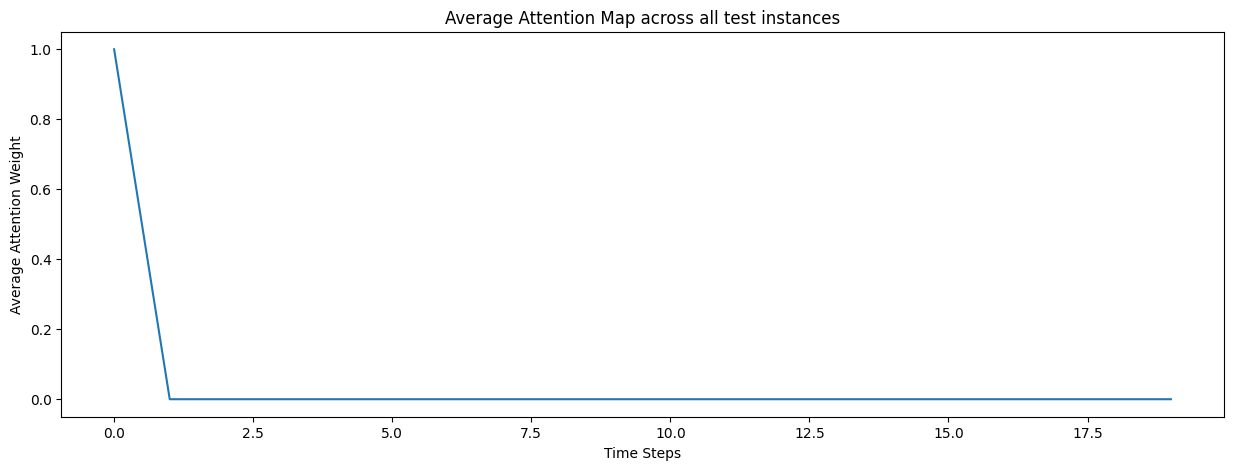 Average Attention Map across all test instances
Average Attention Weight
1.0
0.8
0.6
0.4
0.2
0.0
0.0 2.5 5.0 7.5 10.0 12.5 15.0 17.5
Time Steps